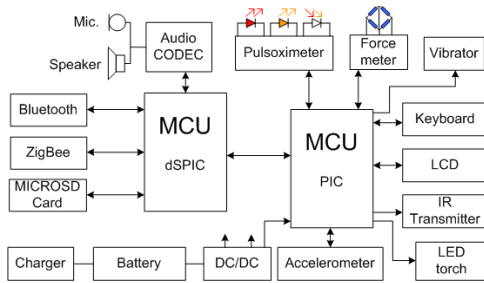 Mic.
Audio
CODEC
Speaker
Pulsoximeter
Force
meter
Vibrator
Bluetooth
ZigBee
MICROSD
Card
MCU
dSPIC
MCU
PIC
Keyboard
LCD
IR
Transmitter
LED
torch
Charger
Battery
DC/DC
Accelerometer